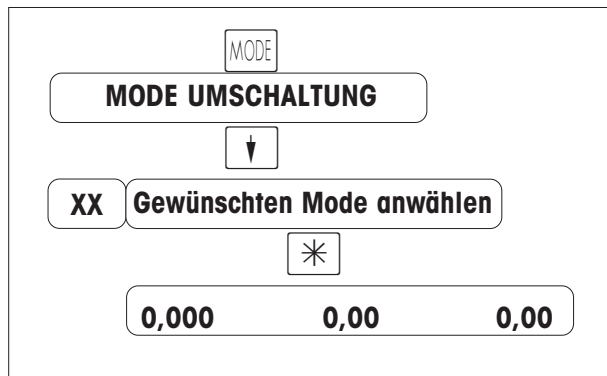 MODE
MODE UMSCHALTUNG
XX Gewünschten Mode anwählen
0,000 0,00 0,00